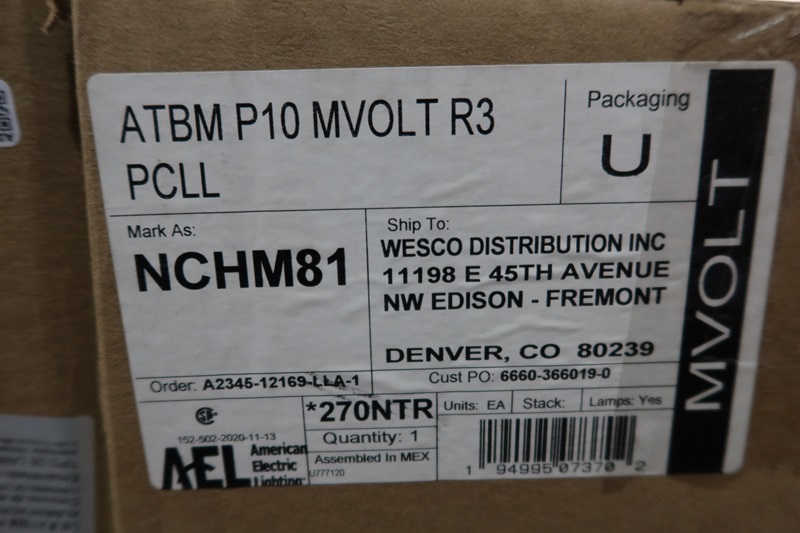 ATBM P10 MVOLT R3
PCLL
Packaging
U
MVOLT
Mark As:
NCHM81
Ship To:
WESCO DISTRIBUTION INC
11198 E 45TH AVENUE
NW EDISON - FREMONT
DENVER, CO 80239
Order: A2345-12169-LLA-1
Cust PO: 6660-366019-0
152-502-2020-11-13
AEL American
Electric
Lighting
*270NTR
Quantity: 1
Assembled In MEX
U777120
Units: EA
Stack:
Lamps: Yes
1 94995 07370 2